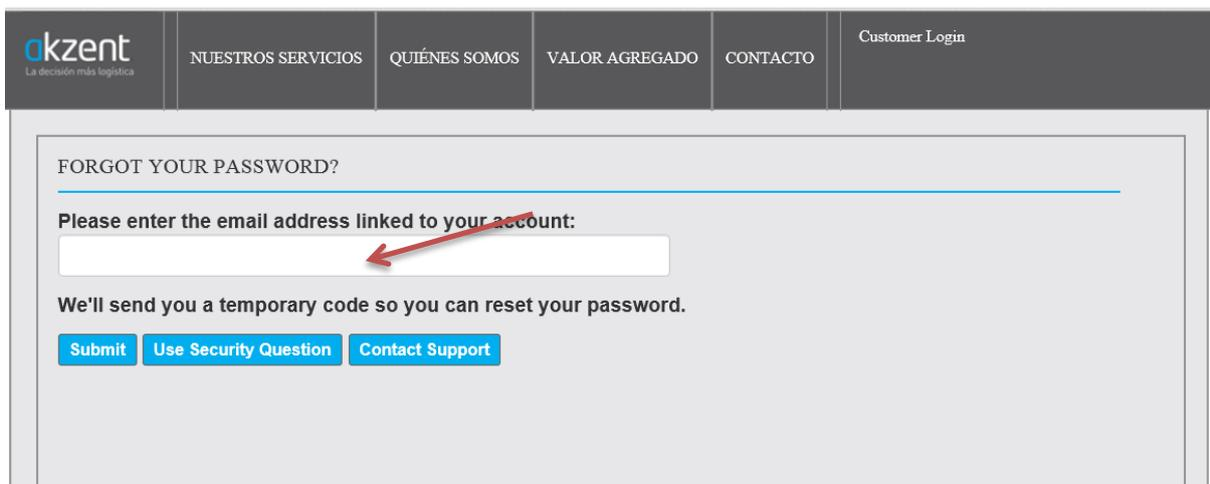 akzent
La decisión más logística
NUESTROS SERVICIOS
QUIÉNES SOMOS
VALOR AGREGADO
CONTACTO
Customer Login
FORGOT YOUR PASSWORD?
Please enter the email address linked to your account:
We'll send you a temporary code so you can reset your password.
Submit
Use Security Question
Contact Support